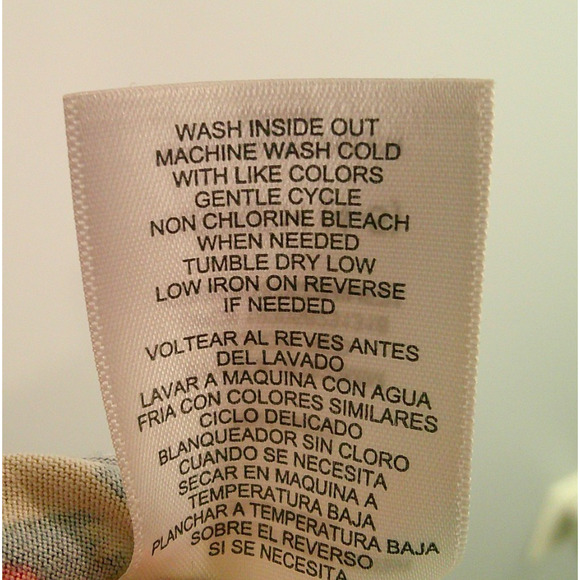 WASH INSIDE OUT
MACHINE WASH COLD
WITH LIKE COLORS
GENTLE CYCLE
NON CHLORINE BLEACH
WHEN NEEDED
TUMBLE DRY LOW
LOW IRON ON REVERSE
IF NEEDED
VOLTEAR AL REVES ANTES
DEL LAVADO
LAVAR A MAQUINA CON AGUA
FRIA CON COLORES SIMILARES
CICLO DELICADO
BLANQUEADOR SIN CLORO
CUANDO SE NECESITA
SECAR EN MAQUINA A
TEMPERATURA BAJA
PLANCHAR A TEMPERATURA BAJA
SOBRE EL REVERSO
SI SE NECESITA